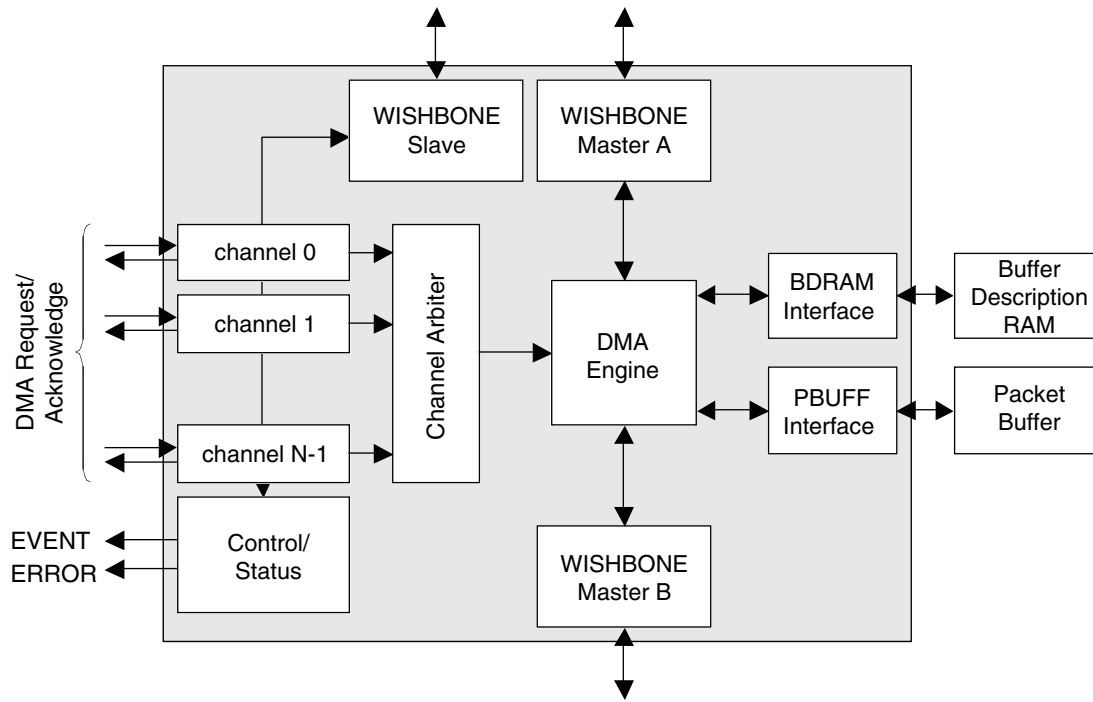 WISHBONE
Slave
WISHBONE
Master A
DMA Request/
Acknowledge
channel 0
channel 1
channel N-1
Channel Arbiter
DMA
Engine
BDRAM
Interface
Buffer
Description
RAM
PBUFF
Interface
Packet
Buffer
EVENT
ERROR
Control/
Status
WISHBONE
Master B